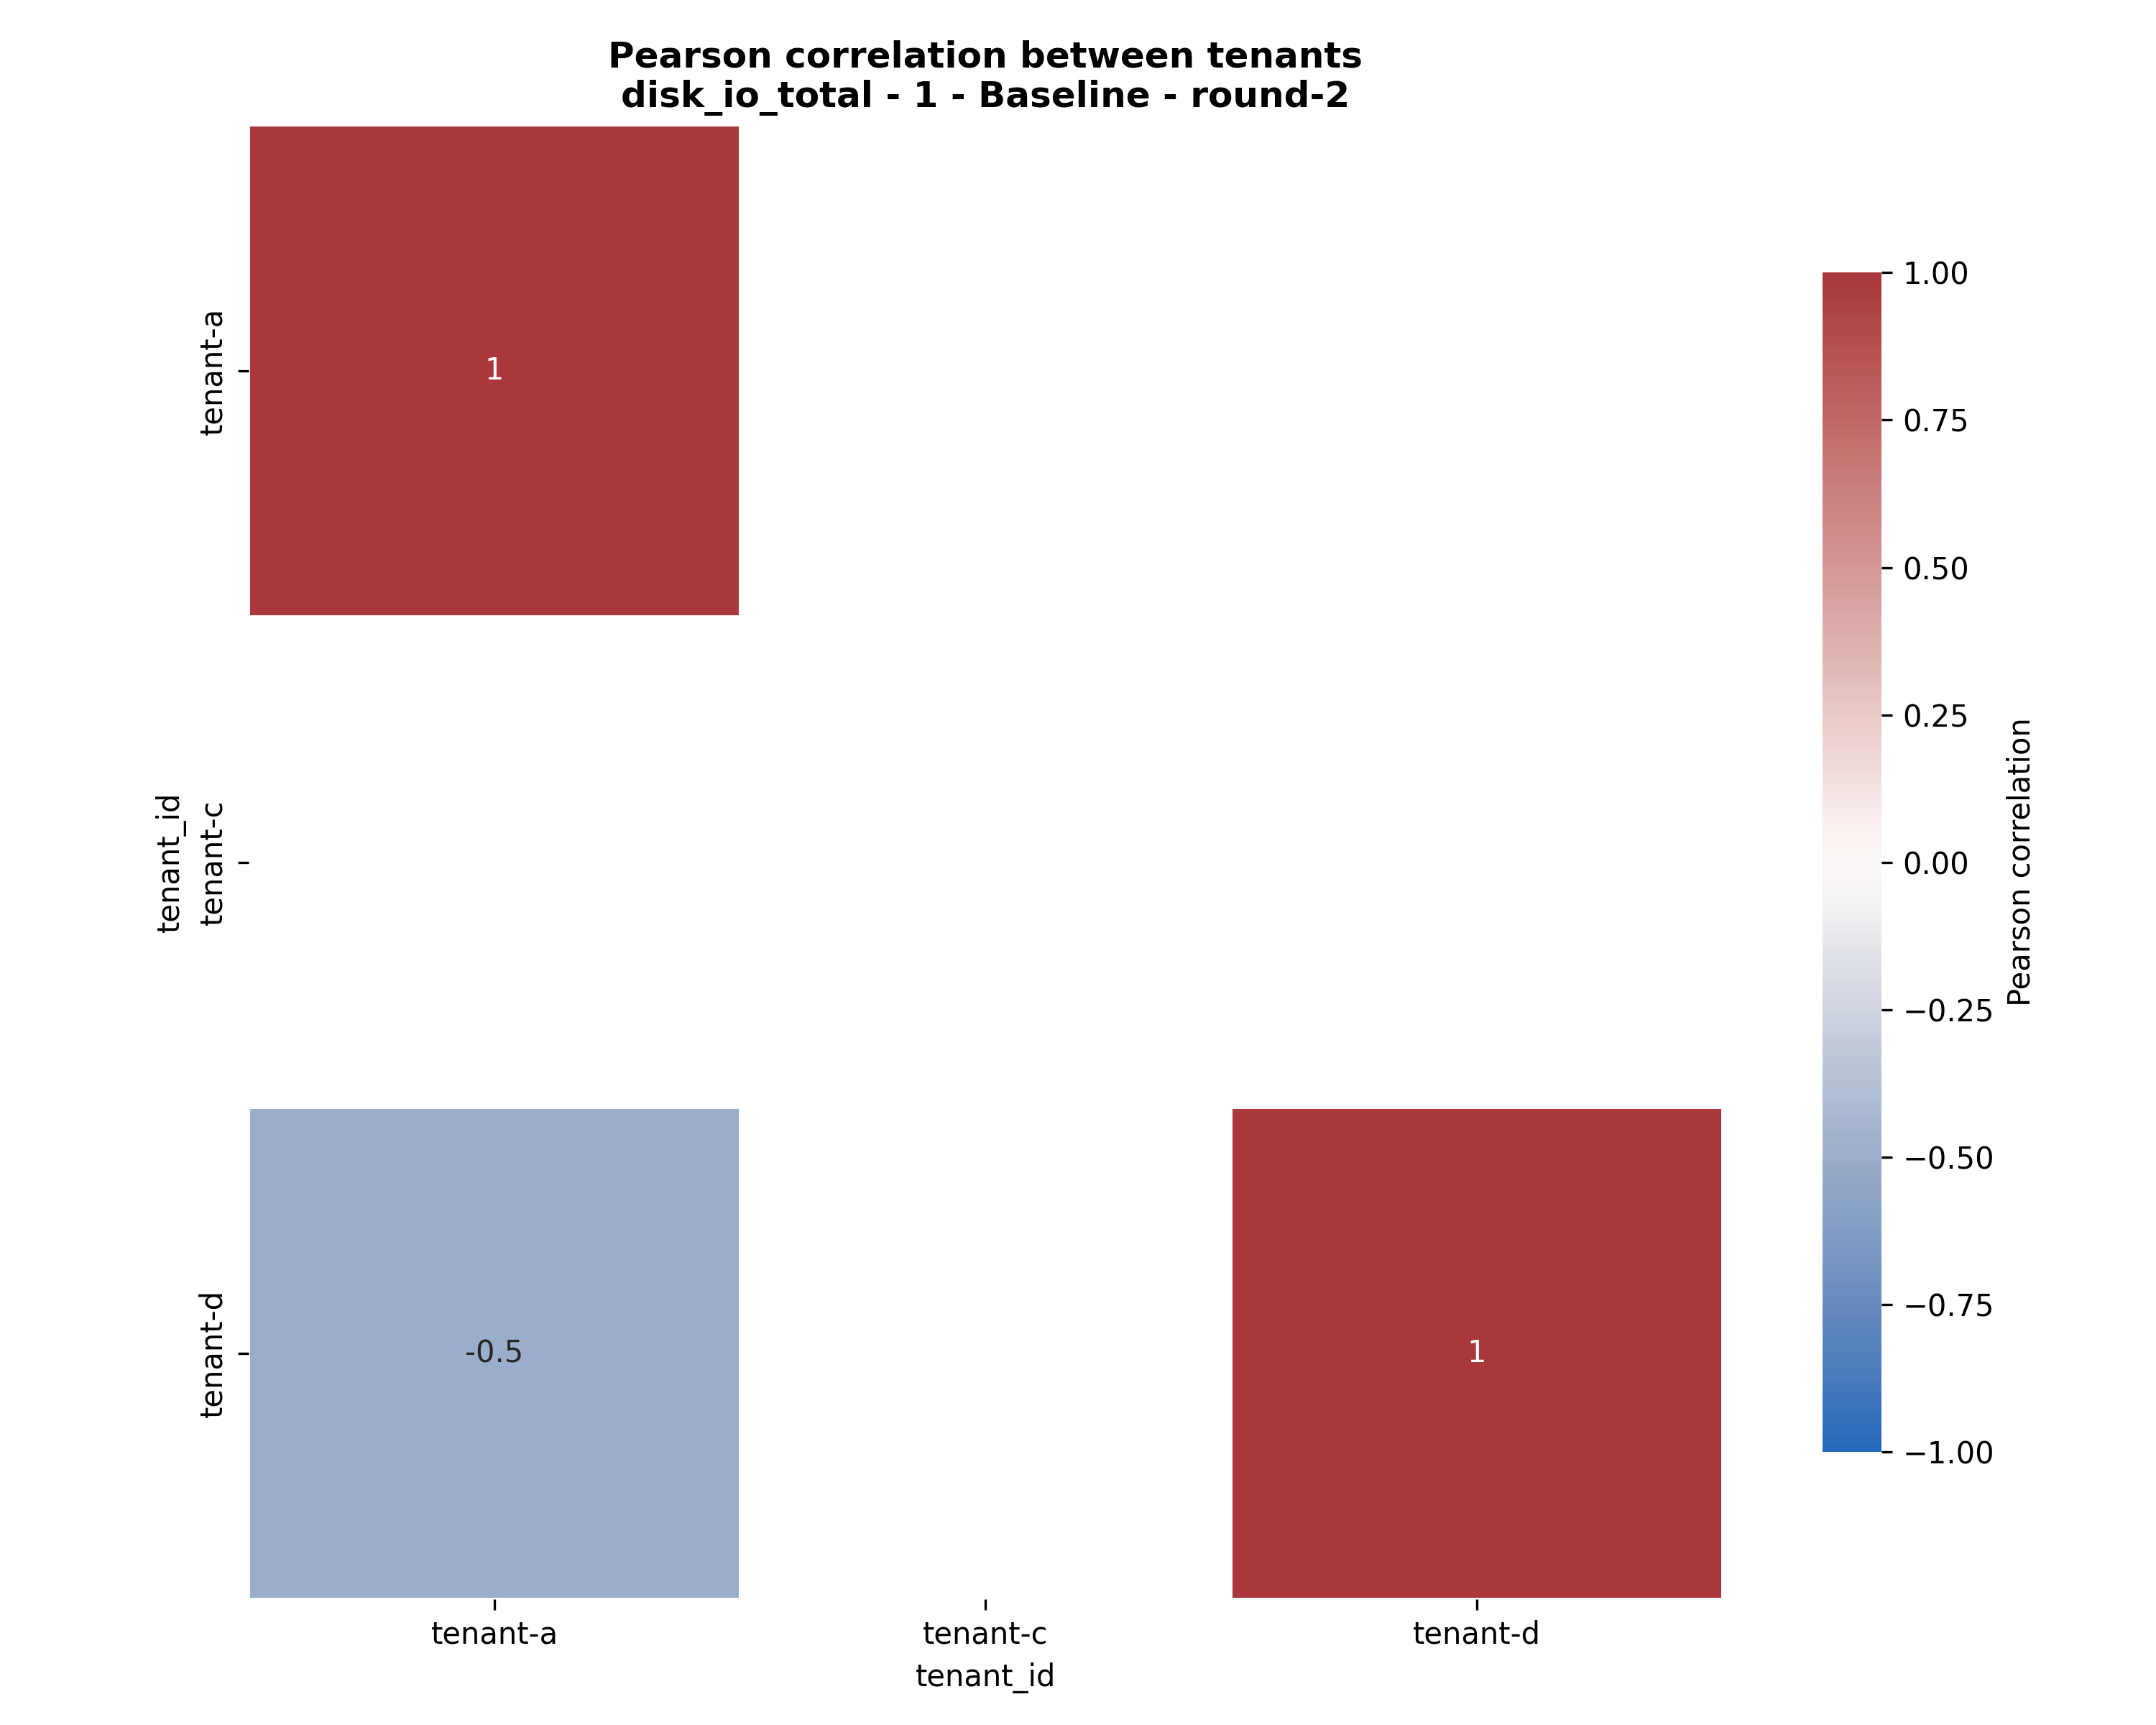 Pearson correlation between tenants
disk_io_total - 1 - Baseline - round-2
tenant_id
tenant-a
tenant-c
tenant-d
1
-0.5
1
tenant-a
tenant-c
tenant-d
tenant_id
1.00
0.75
0.50
0.25
0.00
−0.25
−0.50
−0.75
−1.00
Pearson correlation